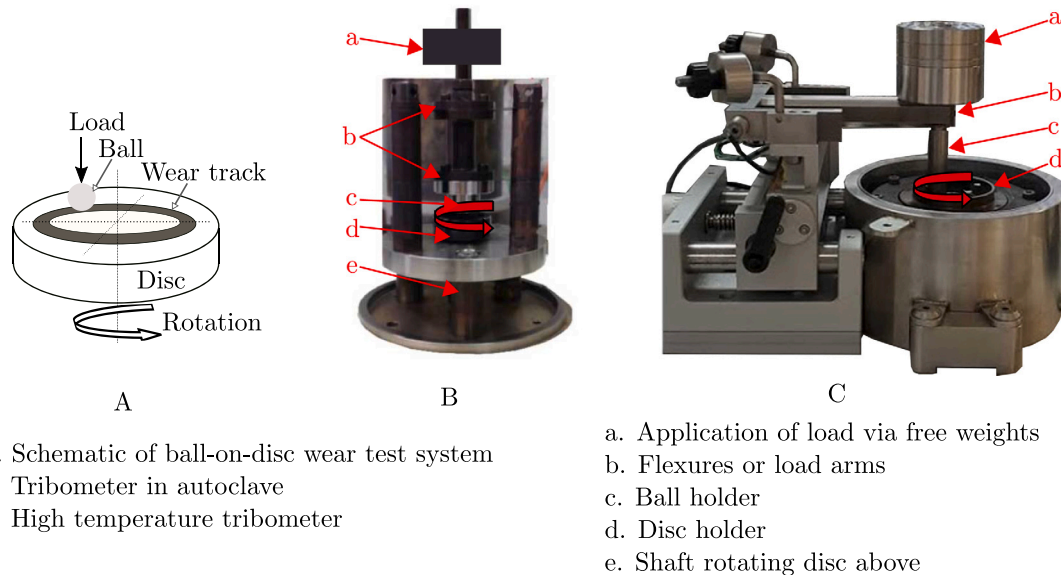 Load
Ball
Wear track
Disc
Rotation
A
a
b
c
d
e
B
a
b
c
d
C
. Schematic of ball-on-disc wear test system
Tribometer in autoclave
High temperature tribometer
a. Application of load via free weights
b. Flexures or load arms
c. Ball holder
d. Disc holder
e. Shaft rotating disc above